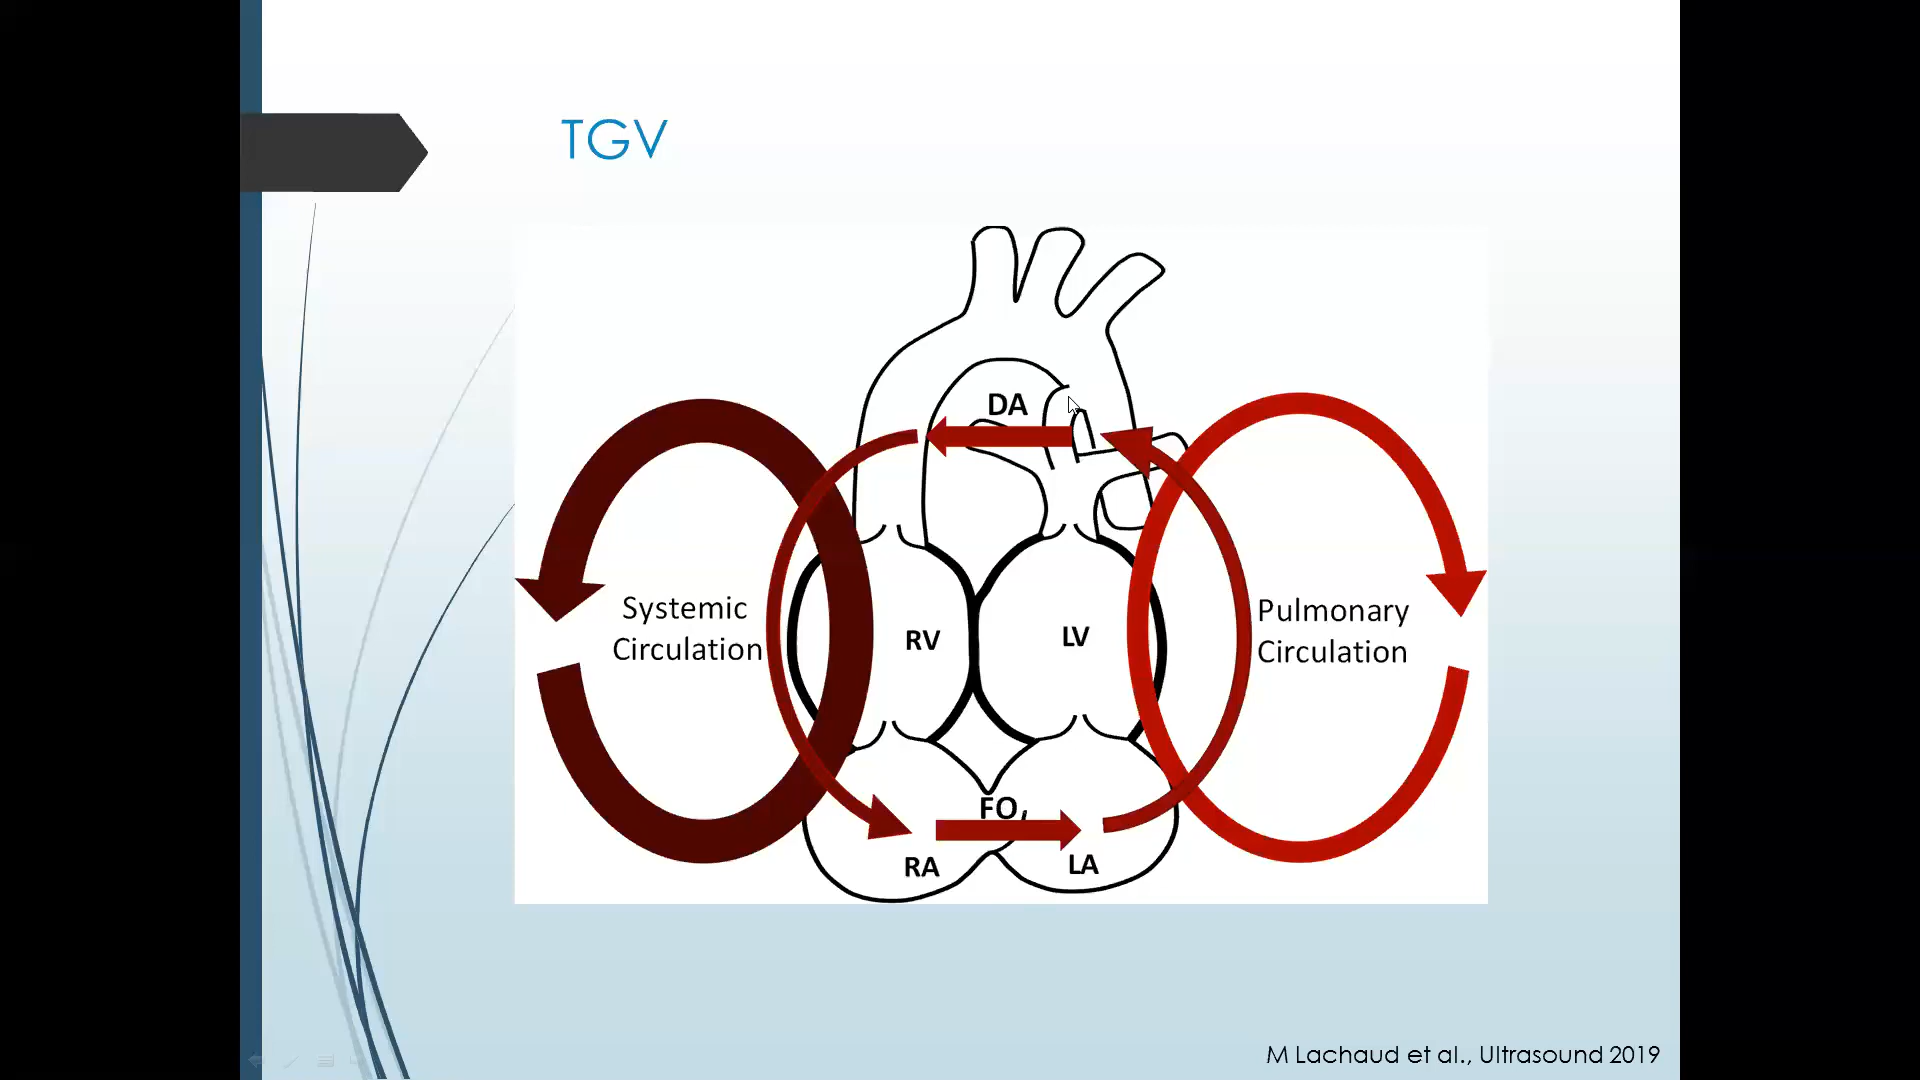 TGV
DA
Systemic
Circulation
RV
LV
Pulmonary
Circulation
FO
RA
LA
M Lachaud et al., Ultrasound 2019